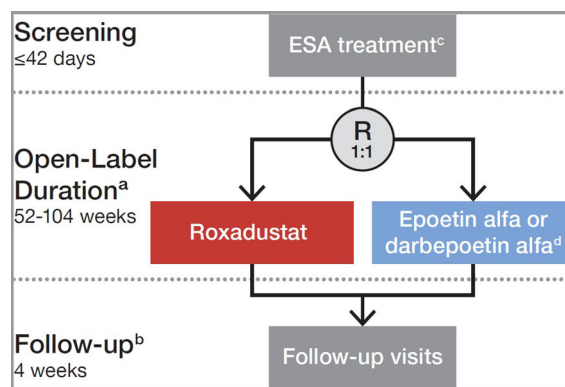 Screening
≤42 days
ESA treatmentᶜ
R
1:1
Open-Label
Durationᵃ
52-104 weeks
Roxadustat
Epoetin alfa or
darbepoetin alfaᵈ
Follow-upᵇ
4 weeks
Follow-up visits